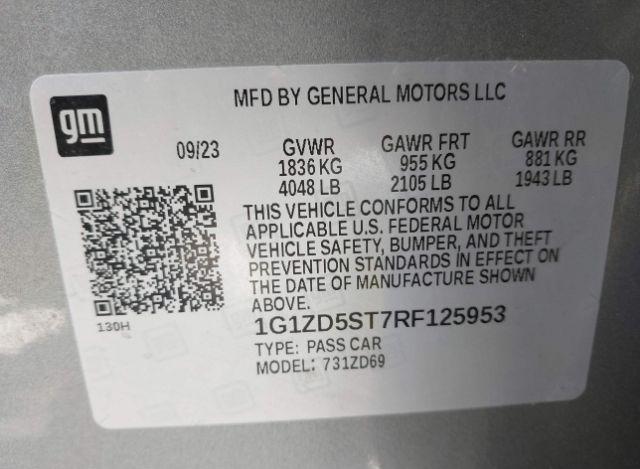 gm
MFD BY GENERAL MOTORS LLC
09/23 GVWR GAWR FRT GAWR RR
1836 KG 955 KG 881 KG
4048 LB 2105 LB 1943 LB
THIS VEHICLE CONFORMS TO ALL
APPLICABLE U.S. FEDERAL MOTOR
VEHICLE SAFETY, BUMPER, AND THEFT
PREVENTION STANDARDS IN EFFECT ON
THE DATE OF MANUFACTURE SHOWN
ABOVE.
130H
1G1ZD5ST7RF125953
TYPE: PASS CAR
MODEL: 731ZD69